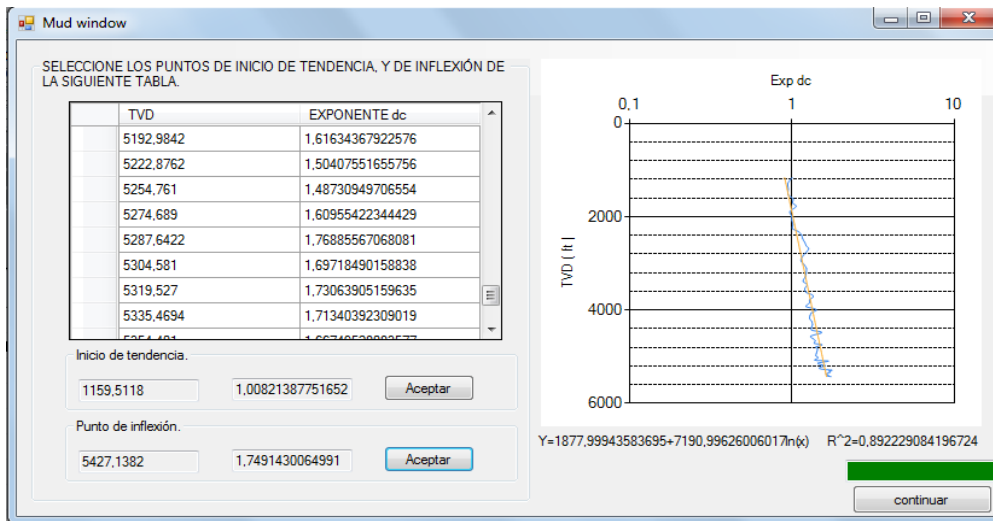 Mud window
SELECCIONE LOS PUNTOS DE INICIO DE TENDENCIA, Y DE INFLEXIÓN DE
LA SIGUIENTE TABLA.
TVD EXPONENTE dc
5192,9842 1,61634367922576
5222,8762 1,50407551655756
5254,761 1,48730949706554
5274,689 1,60955422344429
5287,6422 1,76885567068081
5304,581 1,69718490158838
5319,527 1,73063905159635
5335,4694 1,71340392309019
Inicio de tendencia.
1159,5118 1,00821387751652 Aceptar
Punto de inflexión.
5427,1382 1,7491430064991 Aceptar
Exp dc
0,1 1 10
0
2000
4000
6000
TVD ( ft )
Y=1877,99943583695+7190,99626006017ln(x) R^2=0,892229084196724
continuar